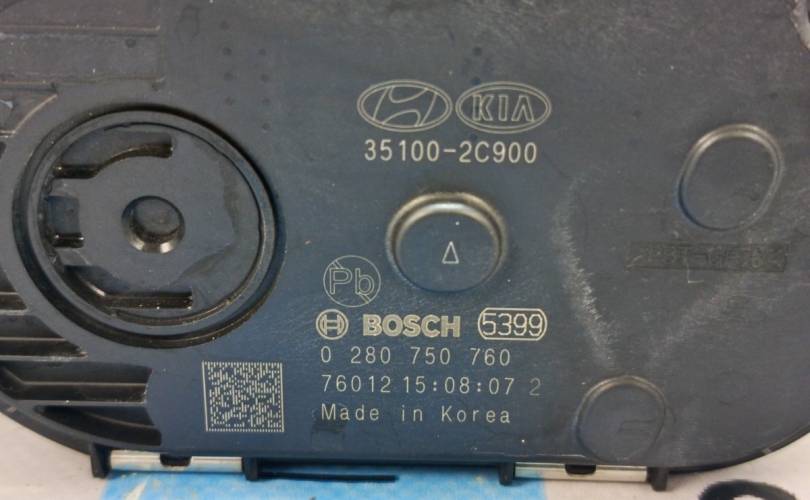 KIA
35100-2C900
Δ
Pb
BOSCH 5399
0 280 750 760
76012 15:08:07 2
Made in Korea